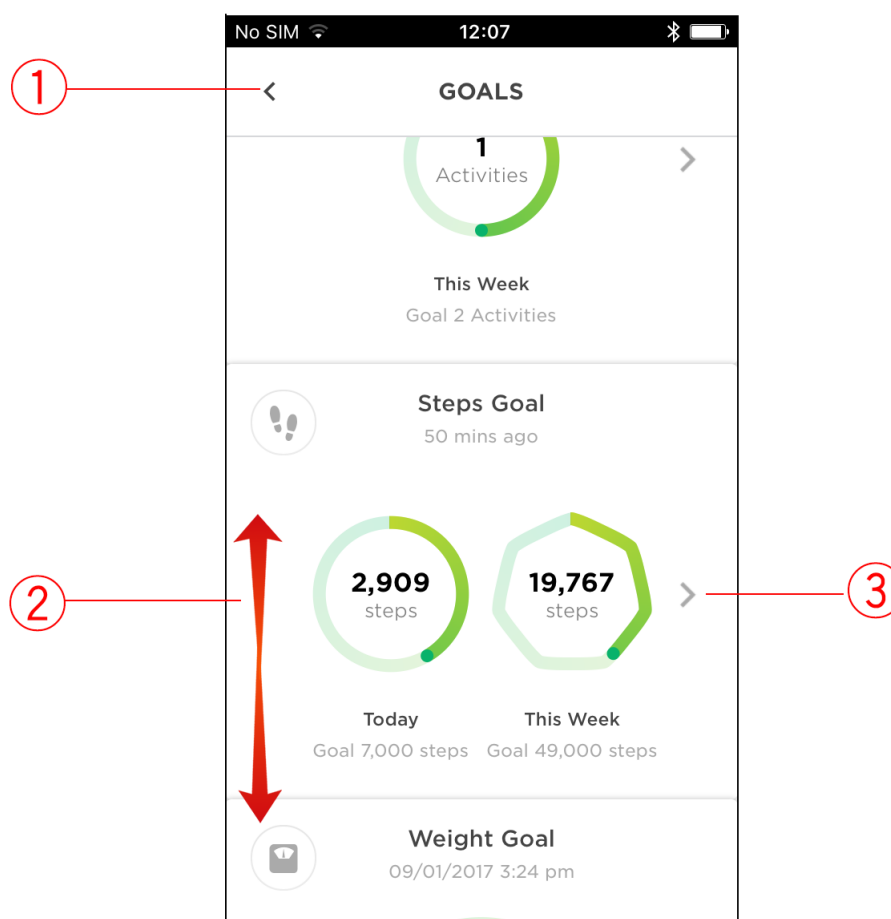 No SIM 12:07
1
GOALS
1
Activities
This Week
Goal 2 Activities
Steps Goal
50 mins ago
2
2,909 19,767
steps steps
3
Today This Week
Goal 7,000 steps Goal 49,000 steps
Weight Goal
09/01/2017 3:24 pm